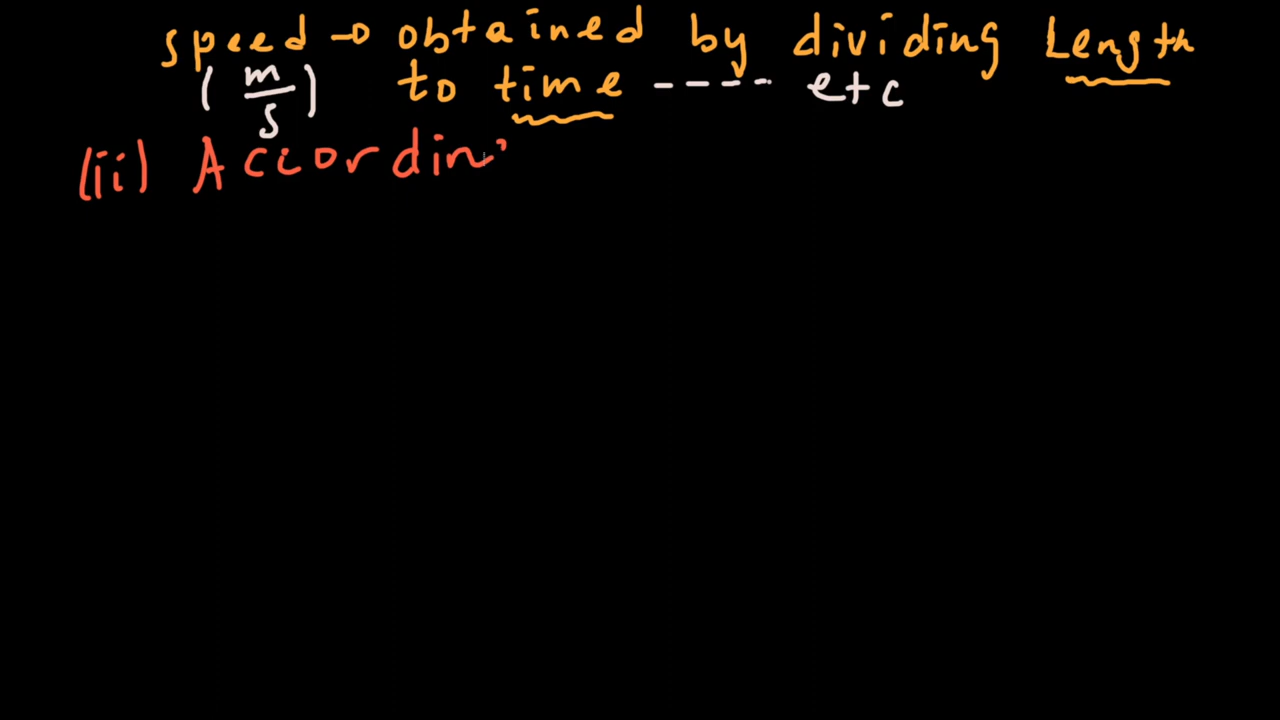 speed → obtained by dividing Length
(m/s) to time ---- etc
(ii) Accordin